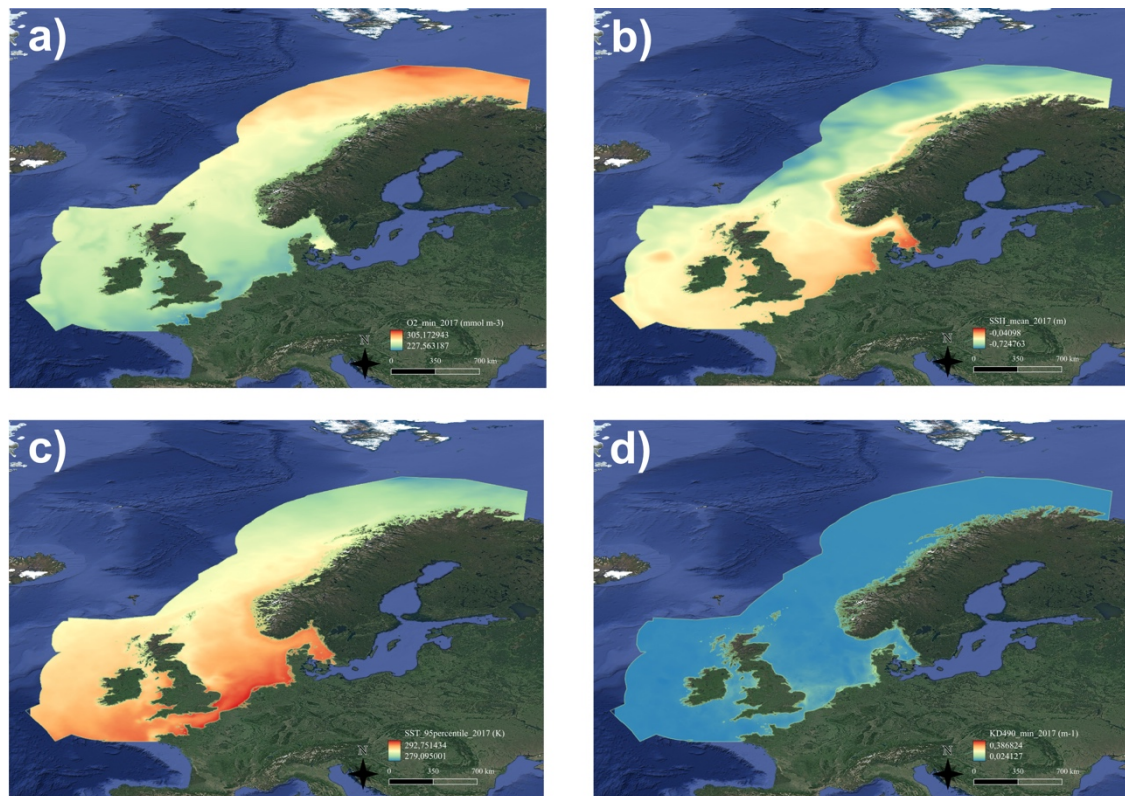 a)
O2_min_2017 (mmol m-3)
305,172943
227,563187
N
0 350 700 km
b)
SSH_mean_2017 (m)
-0,04098
-0,724763
N
0 350 700 km
c)
SST_95percentile_2017 (K)
292,751434
279,095001
N
0 350 700 km
d)
KD490_min_2017 (m-1)
0,386824
0,024127
N
0 350 700 km